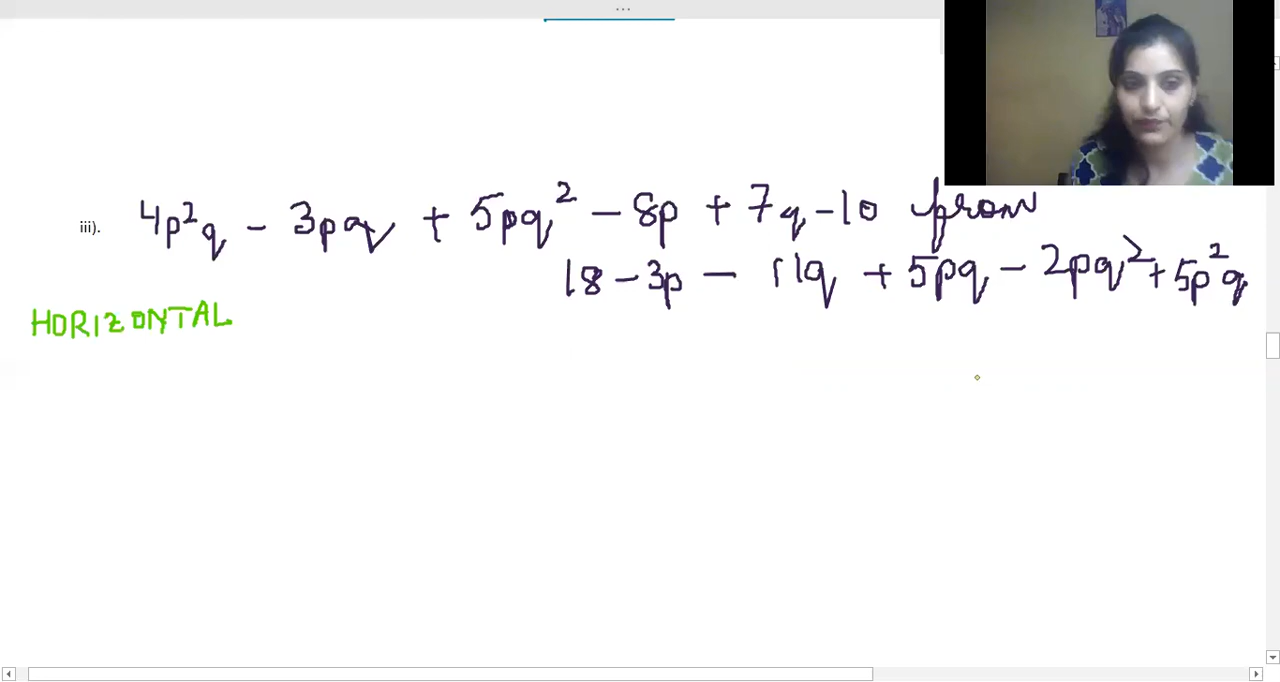 iii). 4p²q - 3pq + 5pq² - 8p + 7q - 10 from
18 - 3p - 11q + 5pq - 2pq² + 5p²q
HORIZONTAL